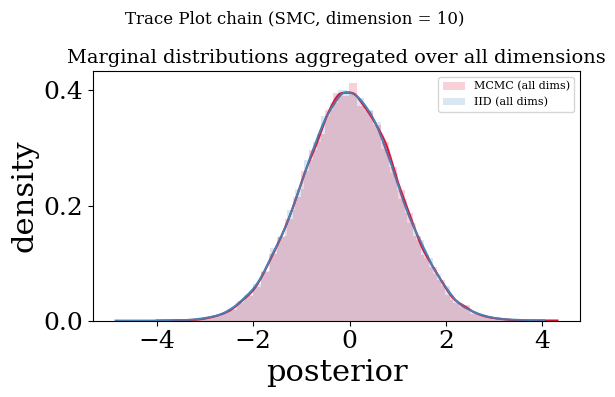 Trace Plot chain (SMC, dimension = 10)
Marginal distributions aggregated over all dimensions
MCMC (all dims)
IID (all dims)
density
0.4
0.2
0.0
−4 −2 0 2 4
posterior